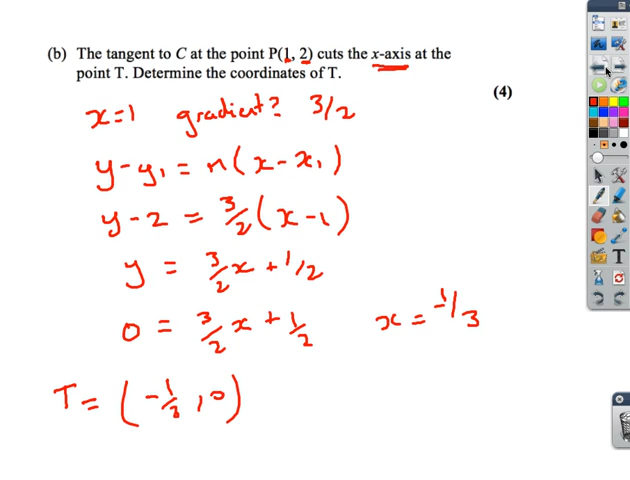 (b) The tangent to C at the point P(1, 2) cuts the x-axis at the
point T. Determine the coordinates of T.
(4)
x=1 gradient? 3/2
y-y₁ = m(x-x₁)
y-2 = 3/2 (x-1)
y = 3/2 x + 1/2
0 = 3/2 x + 1/2 x = -1/3
T = (-1/3, 0)
T